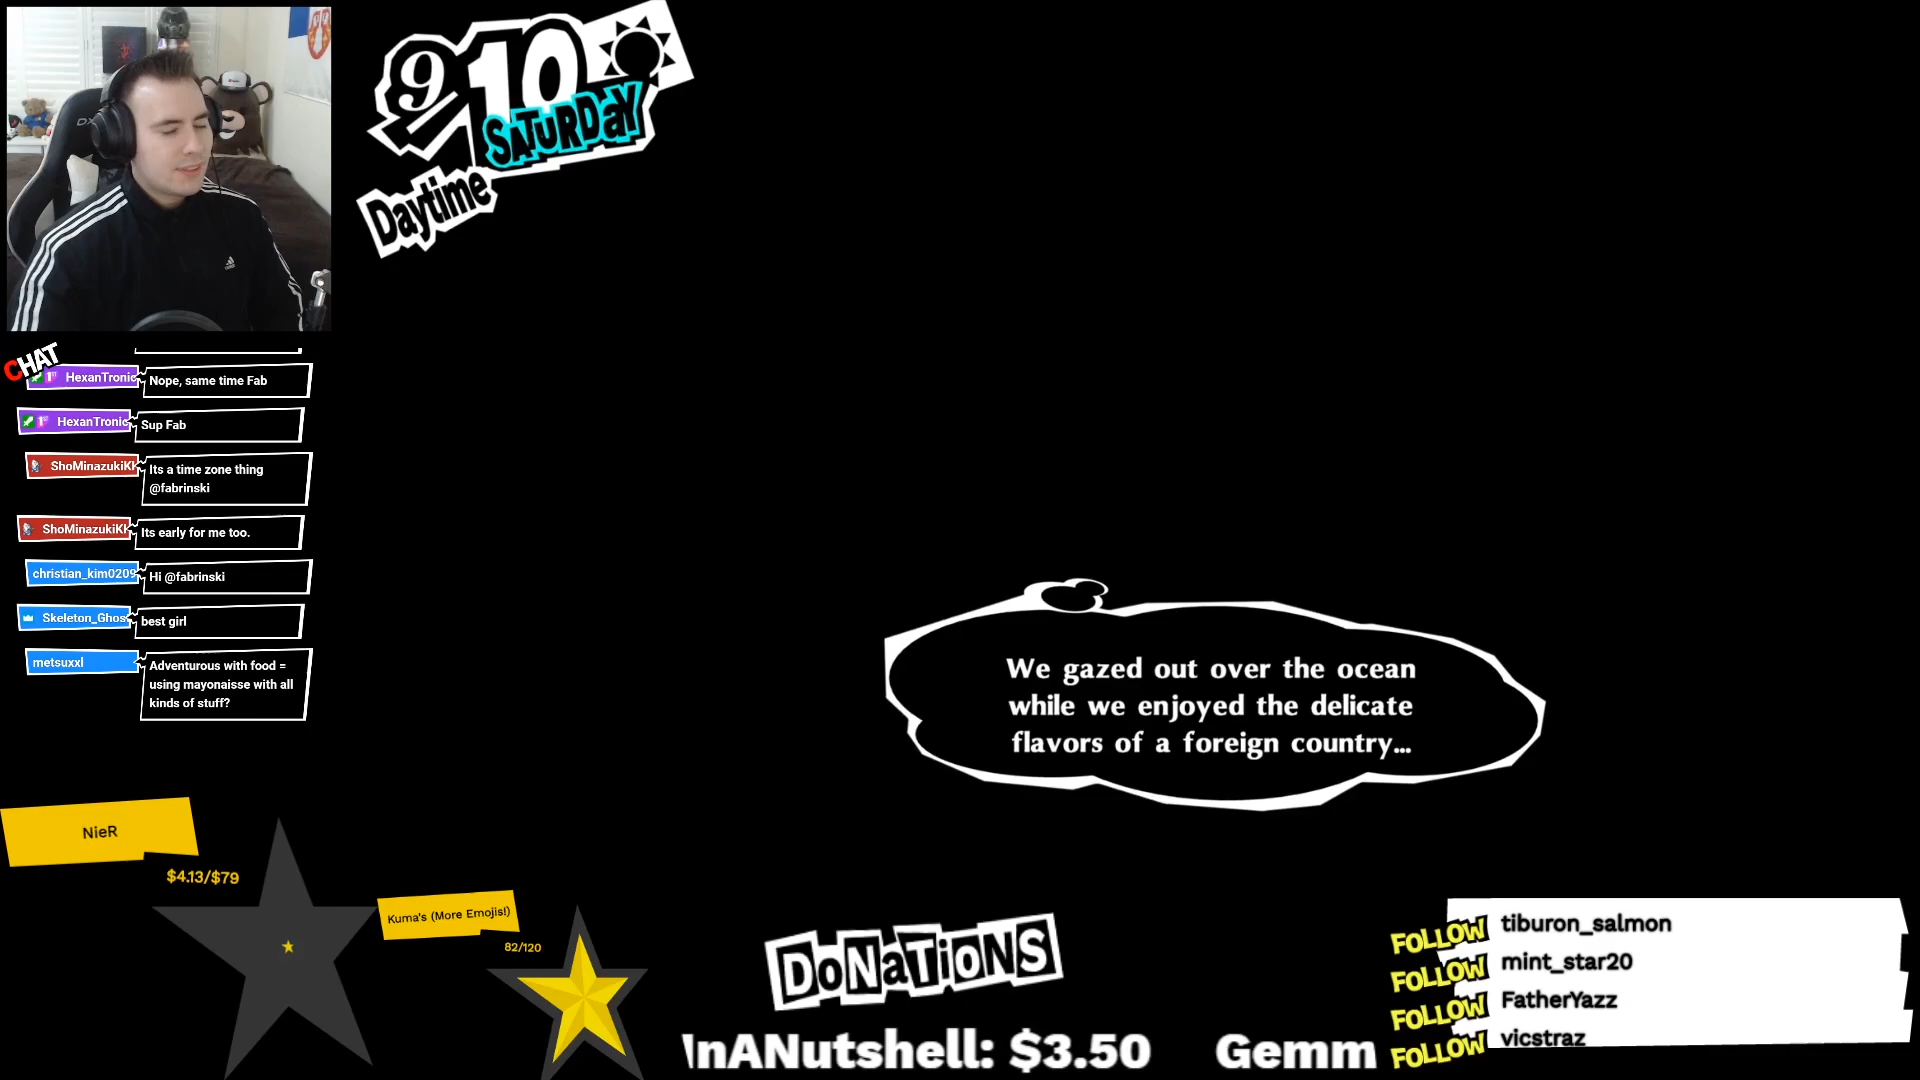 9/10
SATURDAY
Daytime
CHAT
HexanTronic
Nope, same time Fab
HexanTronic
Sup Fab
ShoMinazukiKK
Its a time zone thing
@fabrinski
ShoMinazukiKK
Its early for me too.
christian_kim0209
Hi @fabrinski
Skeleton_Ghos
best girl
metsuxxl
Adventurous with food =
using mayonaisse with all
kinds of stuff?
We gazed out over the ocean
while we enjoyed the delicate
flavors of a foreign country...
NieR
$4.13/$79
Kuma's (More Emojis!)
82/120
DoNaTioNS
InANutshell: $3.50 Gemm
FOLLOW tiburon_salmon
FOLLOW mint_star20
FOLLOW FatherYazz
FOLLOW vicstraz